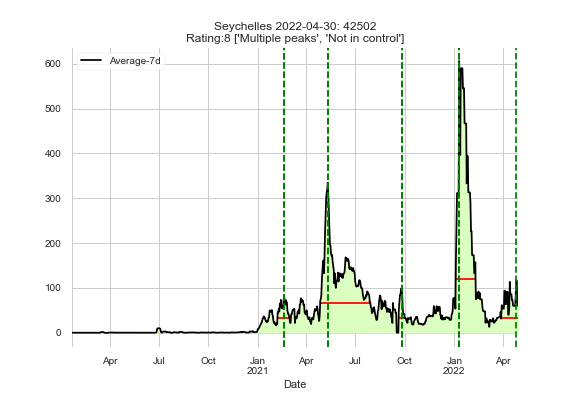 Seychelles 2022-04-30: 42502
Rating:8 ['Multiple peaks', 'Not in control']
Average-7d
600
500
400
300
200
100
0
Apr Jul Oct Jan Apr Jul Oct Jan Apr
2021 2022
Date